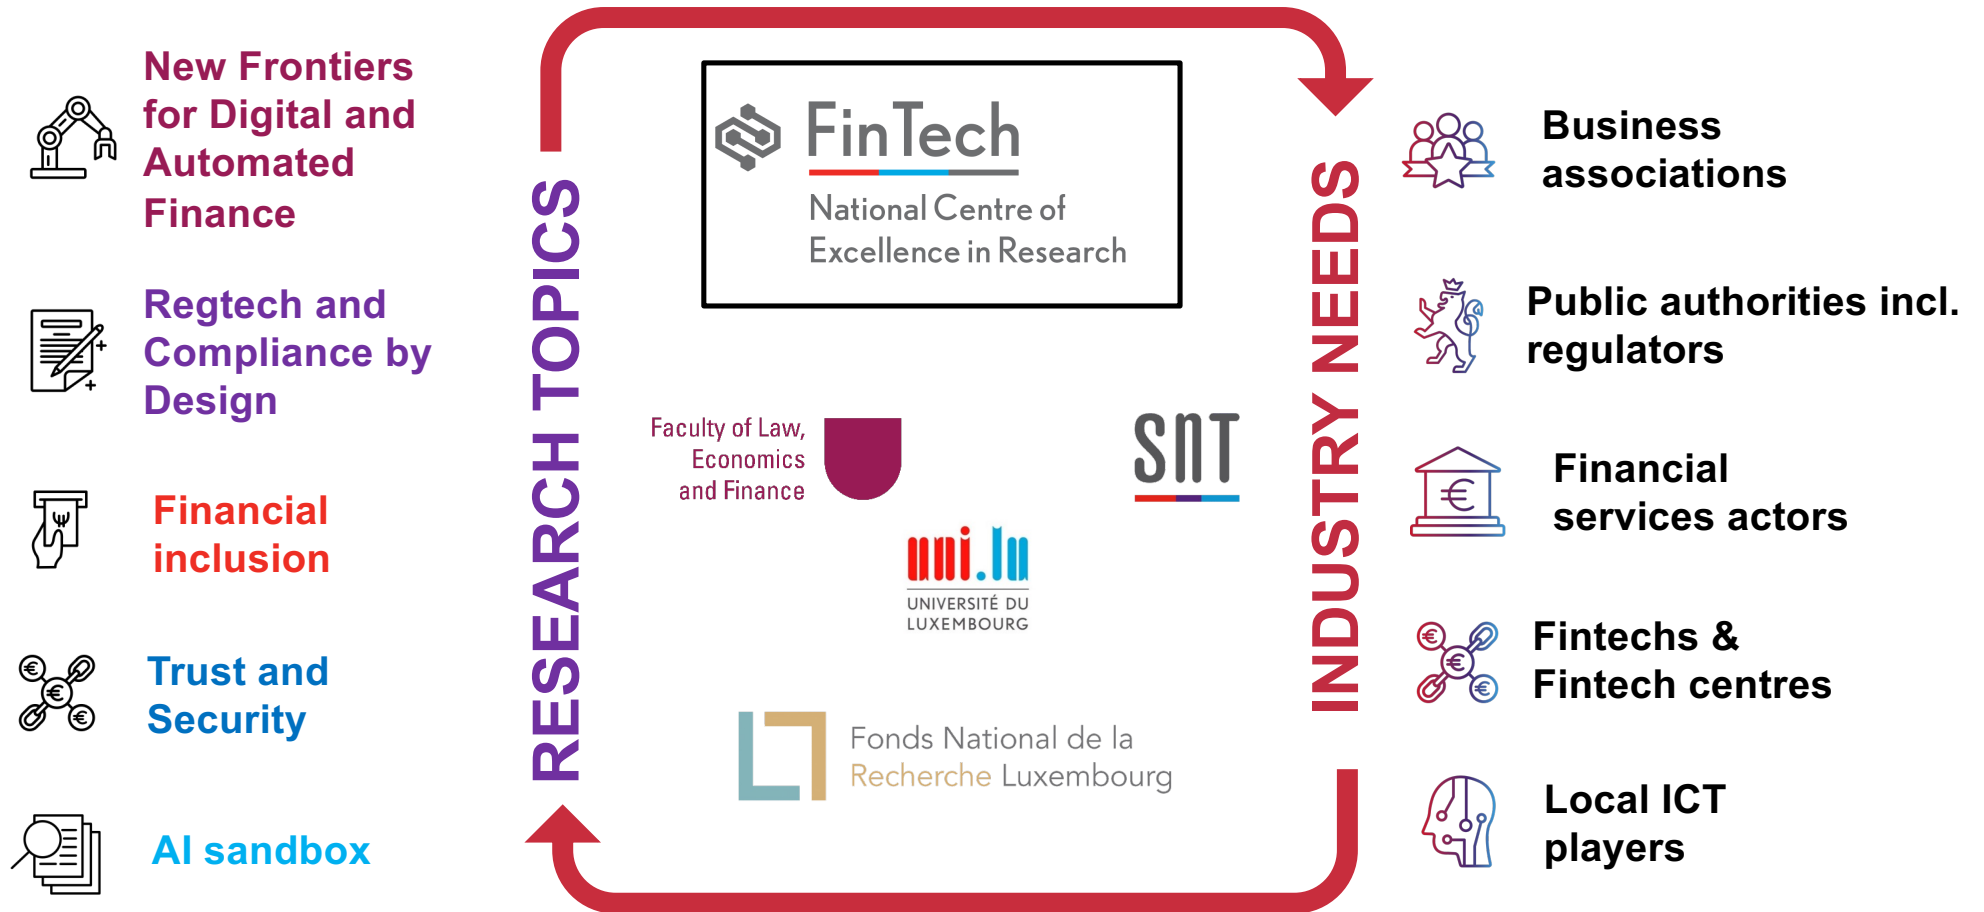 New Frontiers
for Digital and
Automated
Finance
Regtech and
Compliance by
Design
Financial
inclusion
Trust and
Security
AI sandbox
RESEARCH TOPICS
FinTech
National Centre of
Excellence in Research
Faculty of Law,
Economics
and Finance
SNT
uni.lu
UNIVERSITÉ DU
LUXEMBOURG
Fonds National de la
Recherche Luxembourg
INDUSTRY NEEDS
Business
associations
Public authorities incl.
regulators
Financial
services actors
Fintechs &
Fintech centres
Local ICT
players